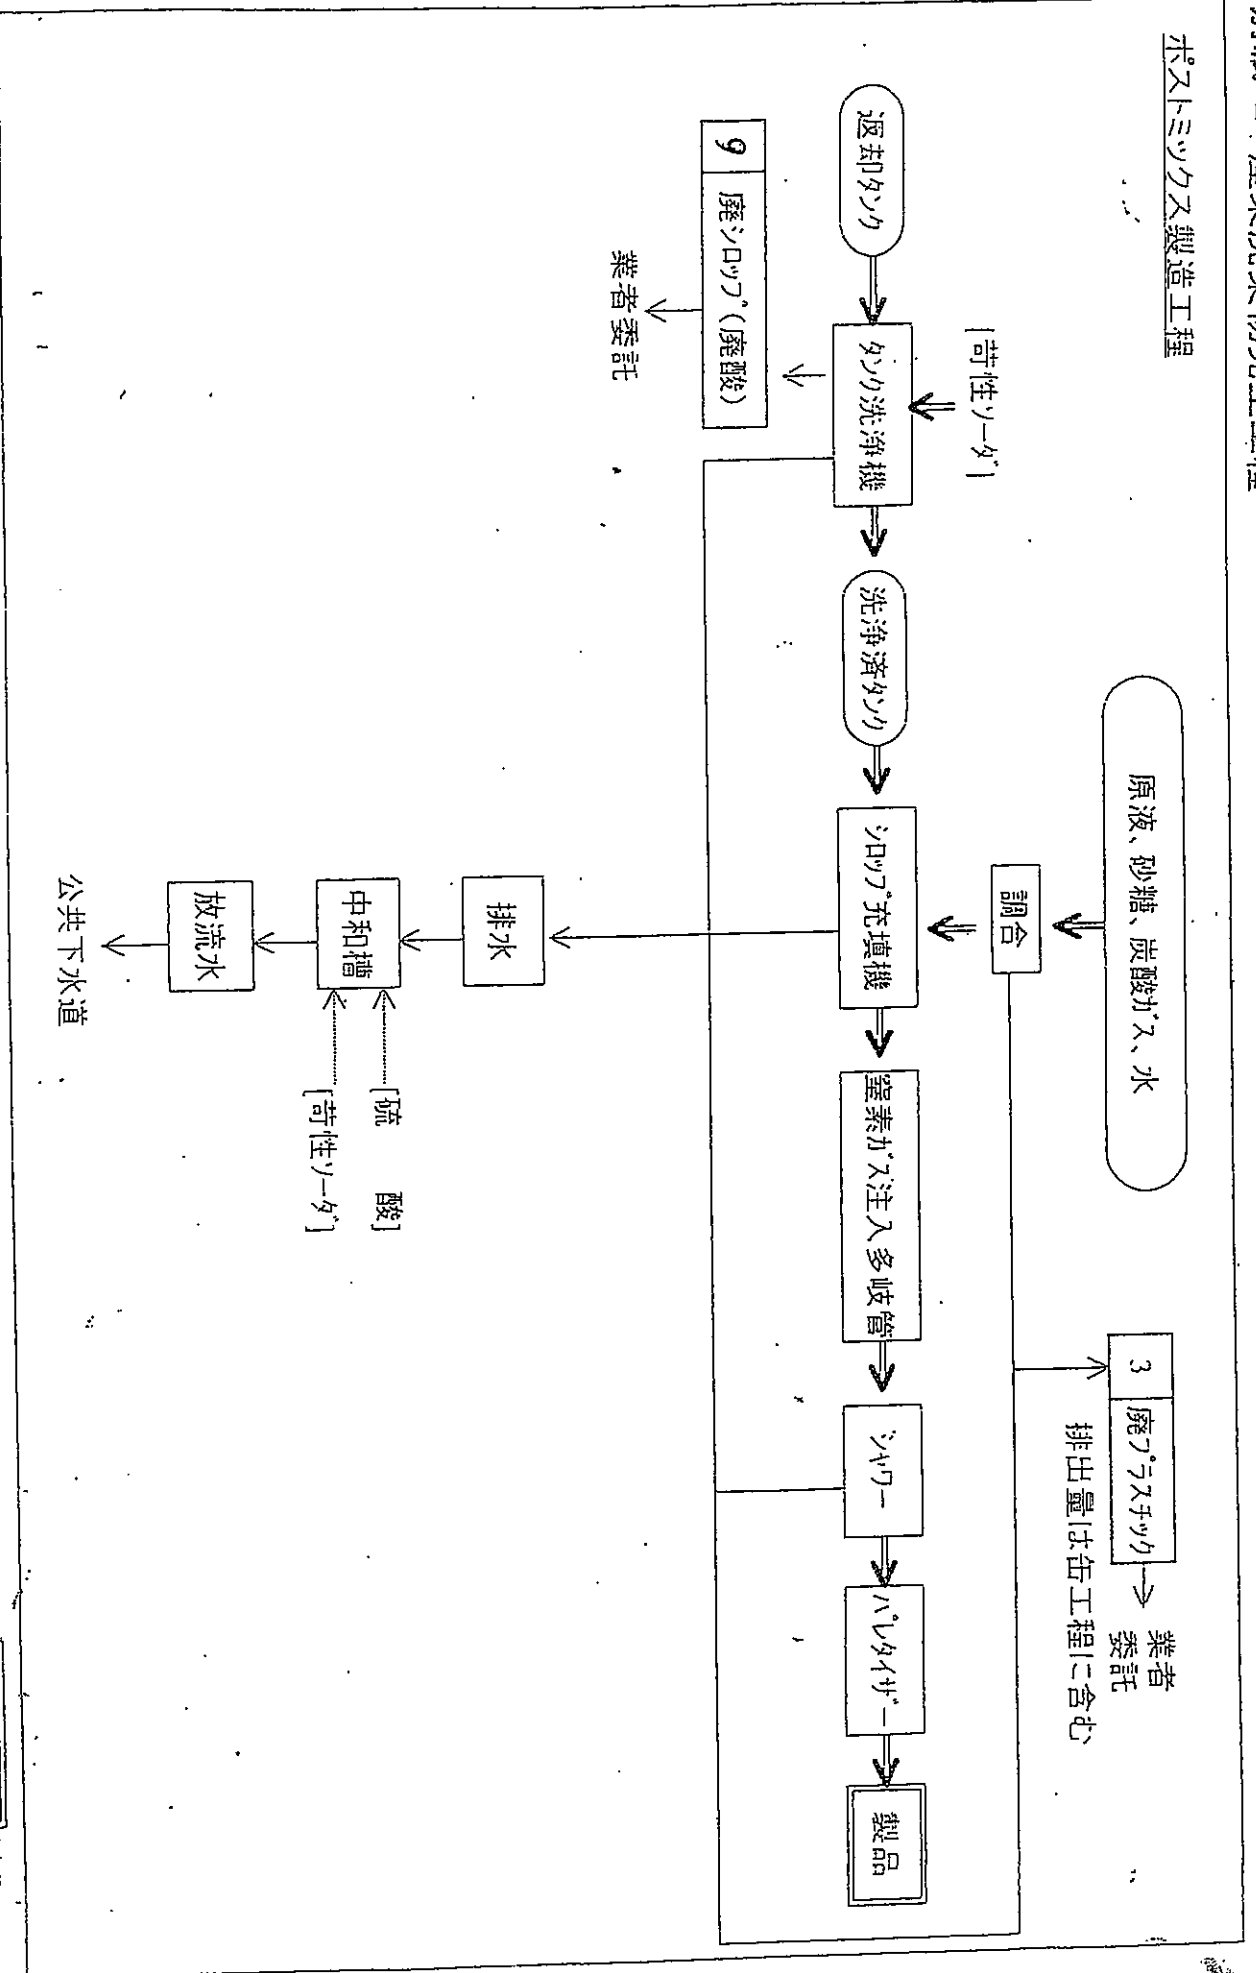 ポストミックス製造工程
原液、砂糖、炭酸ガス、水
3 廃プラスチック
業者
委託
排出量は缶工程に含む
調合
[苛性ソーダ]
返却タンク
タンク洗浄機
洗浄済タンク
シロップ充填機
窒素ガス注入多岐管
シャワー
パレタイザー
製品
9 廃シロップ(廃酸)
業者委託
排水
中和槽
[硫 酸]
[苛性ソーダ]
放流水
公共下水道